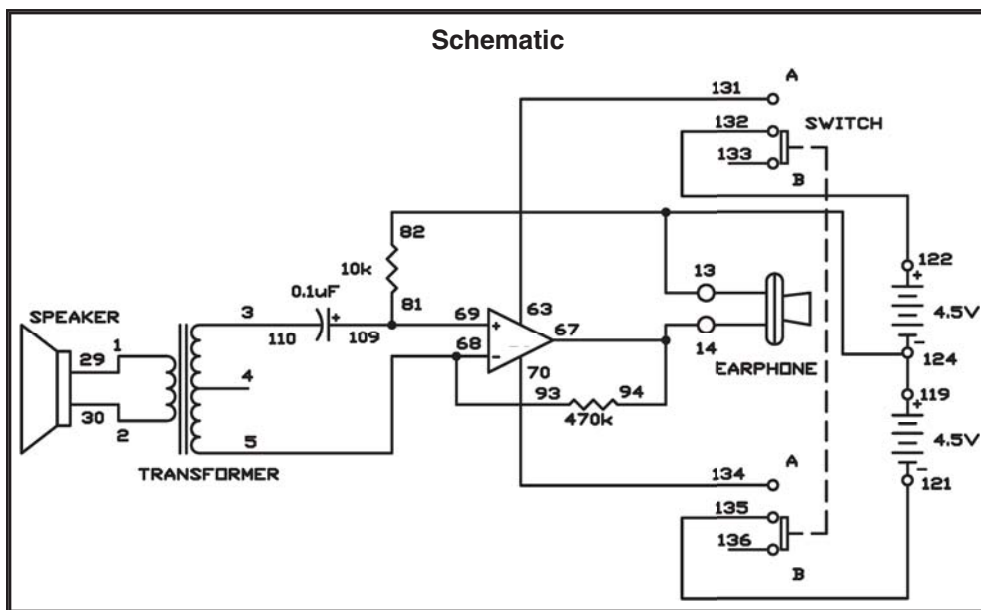 Schematic
A
131
132
SWITCH
133
B
82
122
+
10k
13
0.1uF
4.5V
SPEAKER
81
3
69
63
+
67
-
110
+
109
68
+
14
124
1
29
-
70
EARPHONE
4
119
93
94
+
30
470k
4.5V
2
5
A
-
134
121
TRANSFORMER
135
136
B